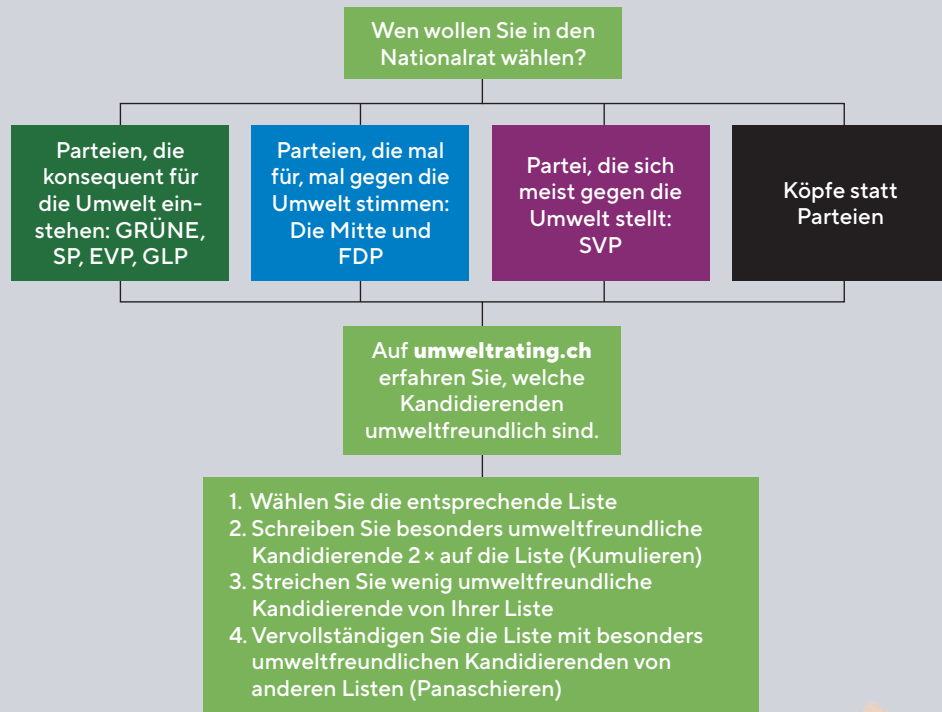 Wen wollen Sie in den
Nationalrat wählen?
Parteien, die
konsequent für
die Umwelt ein-
stehen: GRÜNE,
SP, EVP, GLP
Parteien, die mal
für, mal gegen die
Umwelt stimmen:
Die Mitte und
FDP
Partei, die sich
meist gegen die
Umwelt stellt:
SVP
Köpfe statt
Parteien
Auf umweltrating.ch
erfahren Sie, welche
Kandidierenden
umweltfreundlich sind.
1. Wählen Sie die entsprechende Liste
2. Schreiben Sie besonders umweltfreundliche
Kandidierende 2 × auf die Liste (Kumulieren)
3. Streichen Sie wenig umweltfreundliche
Kandidierende von Ihrer Liste
4. Vervollständigen Sie die Liste mit besonders
umweltfreundlichen Kandidierenden von
anderen Listen (Panaschieren)